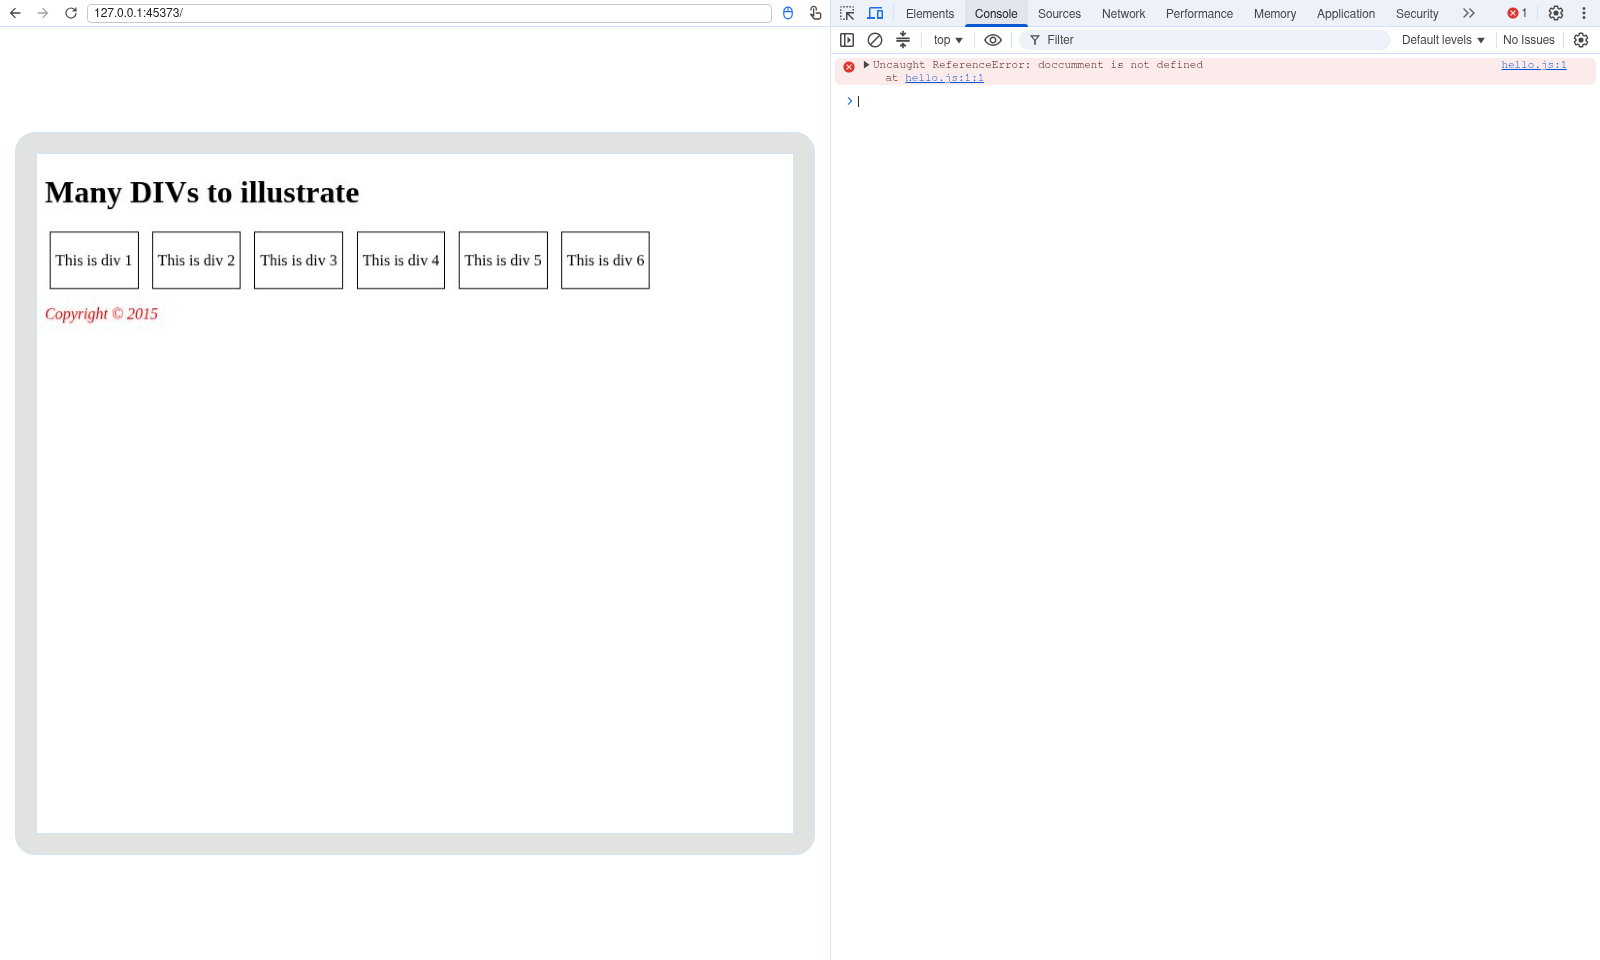 127.0.0.1:45373/
Elements Console Sources Network Performance Memory Application Security 1
top Filter Default levels No Issues
Uncaught ReferenceError: doccumment is not defined hello.js:1
at hello.js:1:1
Many DIVs to illustrate
This is div 1 This is div 2 This is div 3 This is div 4 This is div 5 This is div 6
Copyright © 2015